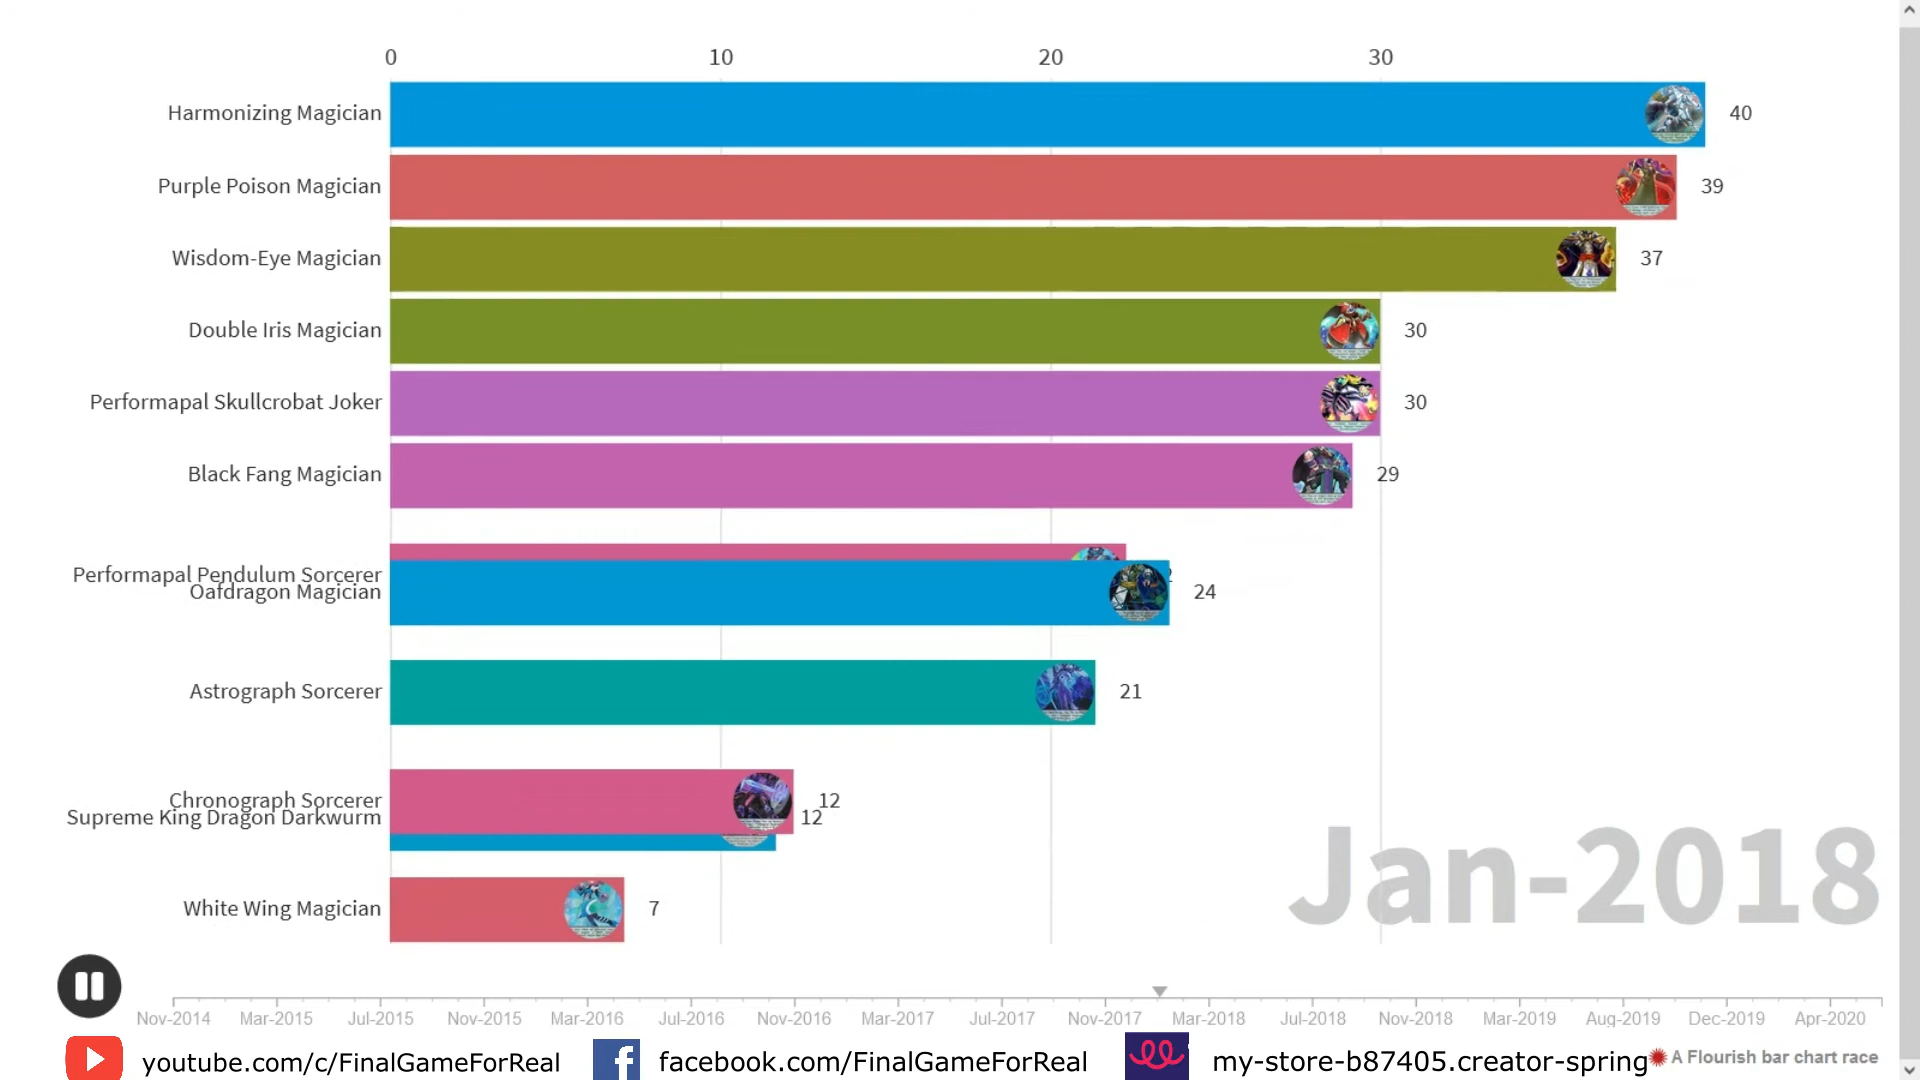 0 10 20 30
Harmonizing Magician 40
Purple Poison Magician 39
Wisdom-Eye Magician 37
Double Iris Magician 30
Performapal Skullcrobat Joker 30
Black Fang Magician 29
Performapal Pendulum Sorcerer
Oafdragon Magician 24
Astrograph Sorcerer 21
Chronograph Sorcerer 12
Supreme King Dragon Darkwurm 12
Jan-2018
White Wing Magician 7
Nov-2014 Mar-2015 Jul-2015 Nov-2015 Mar-2016 Jul-2016 Nov-2016 Mar-2017 Jul-2017 Nov-2017 Mar-2018 Jul-2018 Nov-2018 Mar-2019 Aug-2019 Dec-2019 Apr-2020
youtube.com/c/FinalGameForReal facebook.com/FinalGameForReal my-store-b87405.creator-spring A Flourish bar chart race